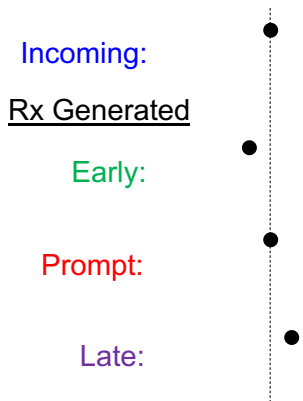 Incoming:
Rx Generated
Early:
Prompt:
Late: